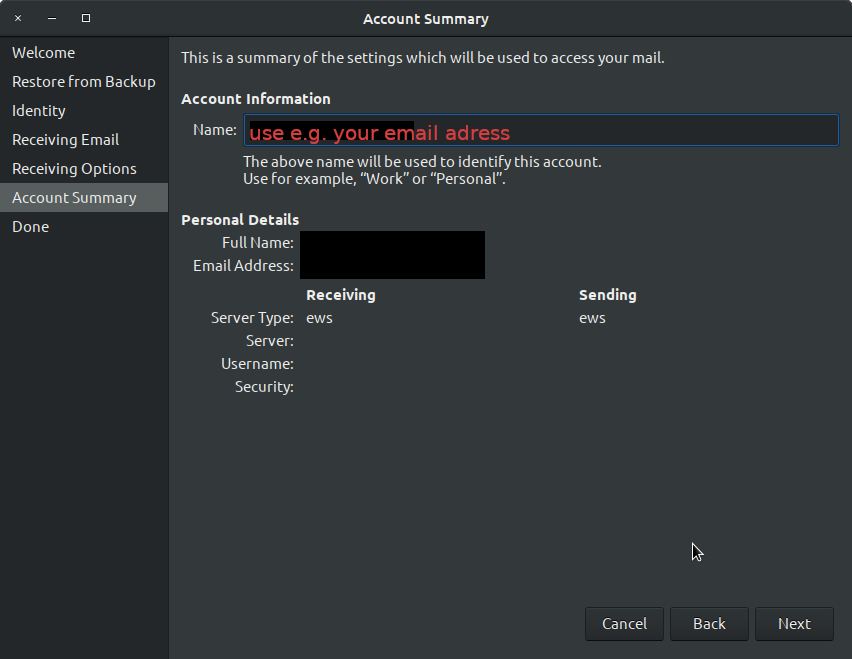 Account Summary
Welcome
Restore from Backup
Identity
Receiving Email
Receiving Options
Account Summary
Done
This is a summary of the settings which will be used to access your mail.
Account Information
Name: use e.g. your email adress
The above name will be used to identify this account.
Use for example, “Work” or “Personal”.
Personal Details
Full Name:
Email Address:
Receiving Sending
Server Type: ews ews
Server:
Username:
Security:
Cancel Back Next